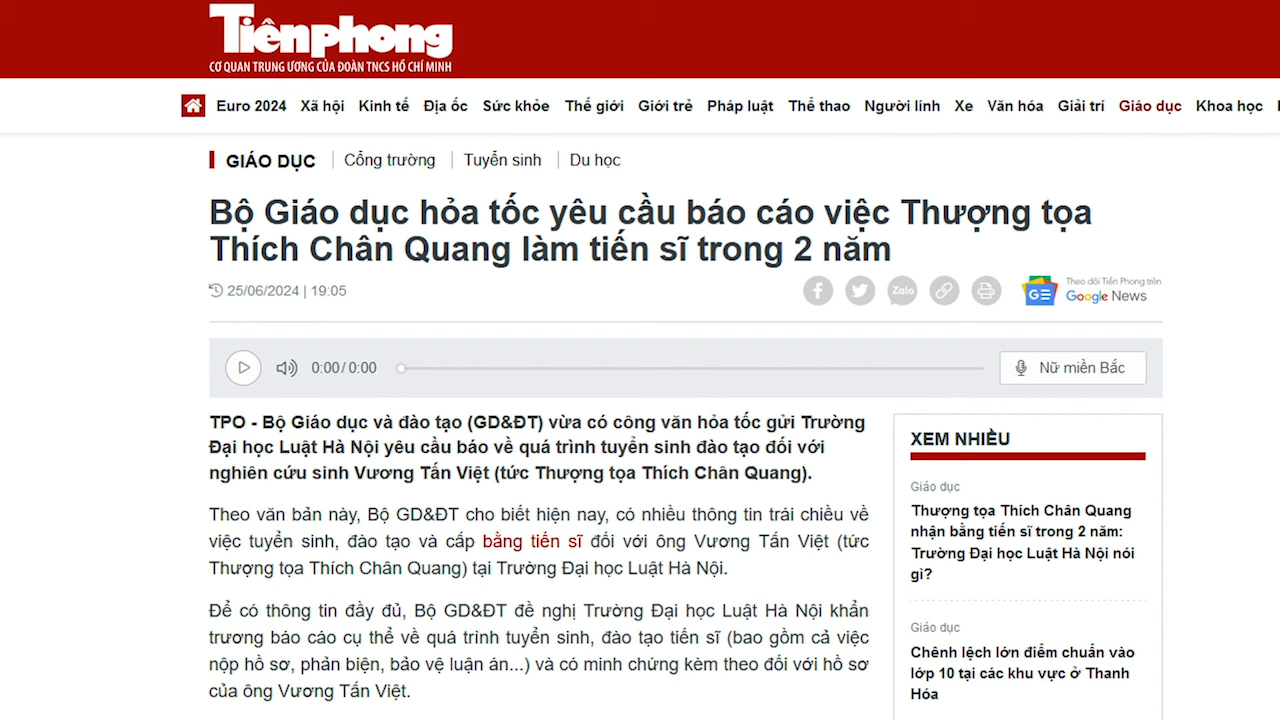 Tiền phong
CƠ QUAN TRUNG ƯƠNG CỦA ĐOÀN TNCS HỒ CHÍ MINH
Euro 2024 Xã hội Kinh tế Địa ốc Sức khỏe Thế giới Giới trẻ Pháp luật Thể thao Người lính Xe Văn hóa Giải trí Giáo dục Khoa học
GIÁO DỤC Cổng trường Tuyển sinh Du học
Bộ Giáo dục hỏa tốc yêu cầu báo cáo việc Thượng tọa
Thích Chân Quang làm tiến sĩ trong 2 năm
25/06/2024 | 19:05
Zalo
Theo dõi Tiền Phong trên
Google News
0:00 / 0:00
Nữ miền Bắc
TPO - Bộ Giáo dục và đào tạo (GD&ĐT) vừa có công văn hỏa tốc gửi Trường
Đại học Luật Hà Nội yêu cầu báo về quá trình tuyển sinh đào tạo đối với
nghiên cứu sinh Vương Tấn Việt (tức Thượng tọa Thích Chân Quang).
Theo văn bản này, Bộ GD&ĐT cho biết hiện nay, có nhiều thông tin trái chiều về
việc tuyển sinh, đào tạo và cấp bằng tiến sĩ đối với ông Vương Tấn Việt (tức
Thượng tọa Thích Chân Quang) tại Trường Đại học Luật Hà Nội.
Để có thông tin đầy đủ, Bộ GD&ĐT đề nghị Trường Đại học Luật Hà Nội khẩn
trương báo cáo cụ thể về quá trình tuyển sinh, đào tạo tiến sĩ (bao gồm cả việc
nộp hồ sơ, phản biện, bảo vệ luận án...) và có minh chứng kèm theo đối với hồ sơ
của ông Vương Tấn Việt.
XEM NHIỀU
Giáo dục
Thượng tọa Thích Chân Quang
nhận bằng tiến sĩ trong 2 năm:
Trường Đại học Luật Hà Nội nói
gì?
Giáo dục
Chênh lệch lớn điểm chuẩn vào
lớp 10 tại các khu vực ở Thanh
Hóa